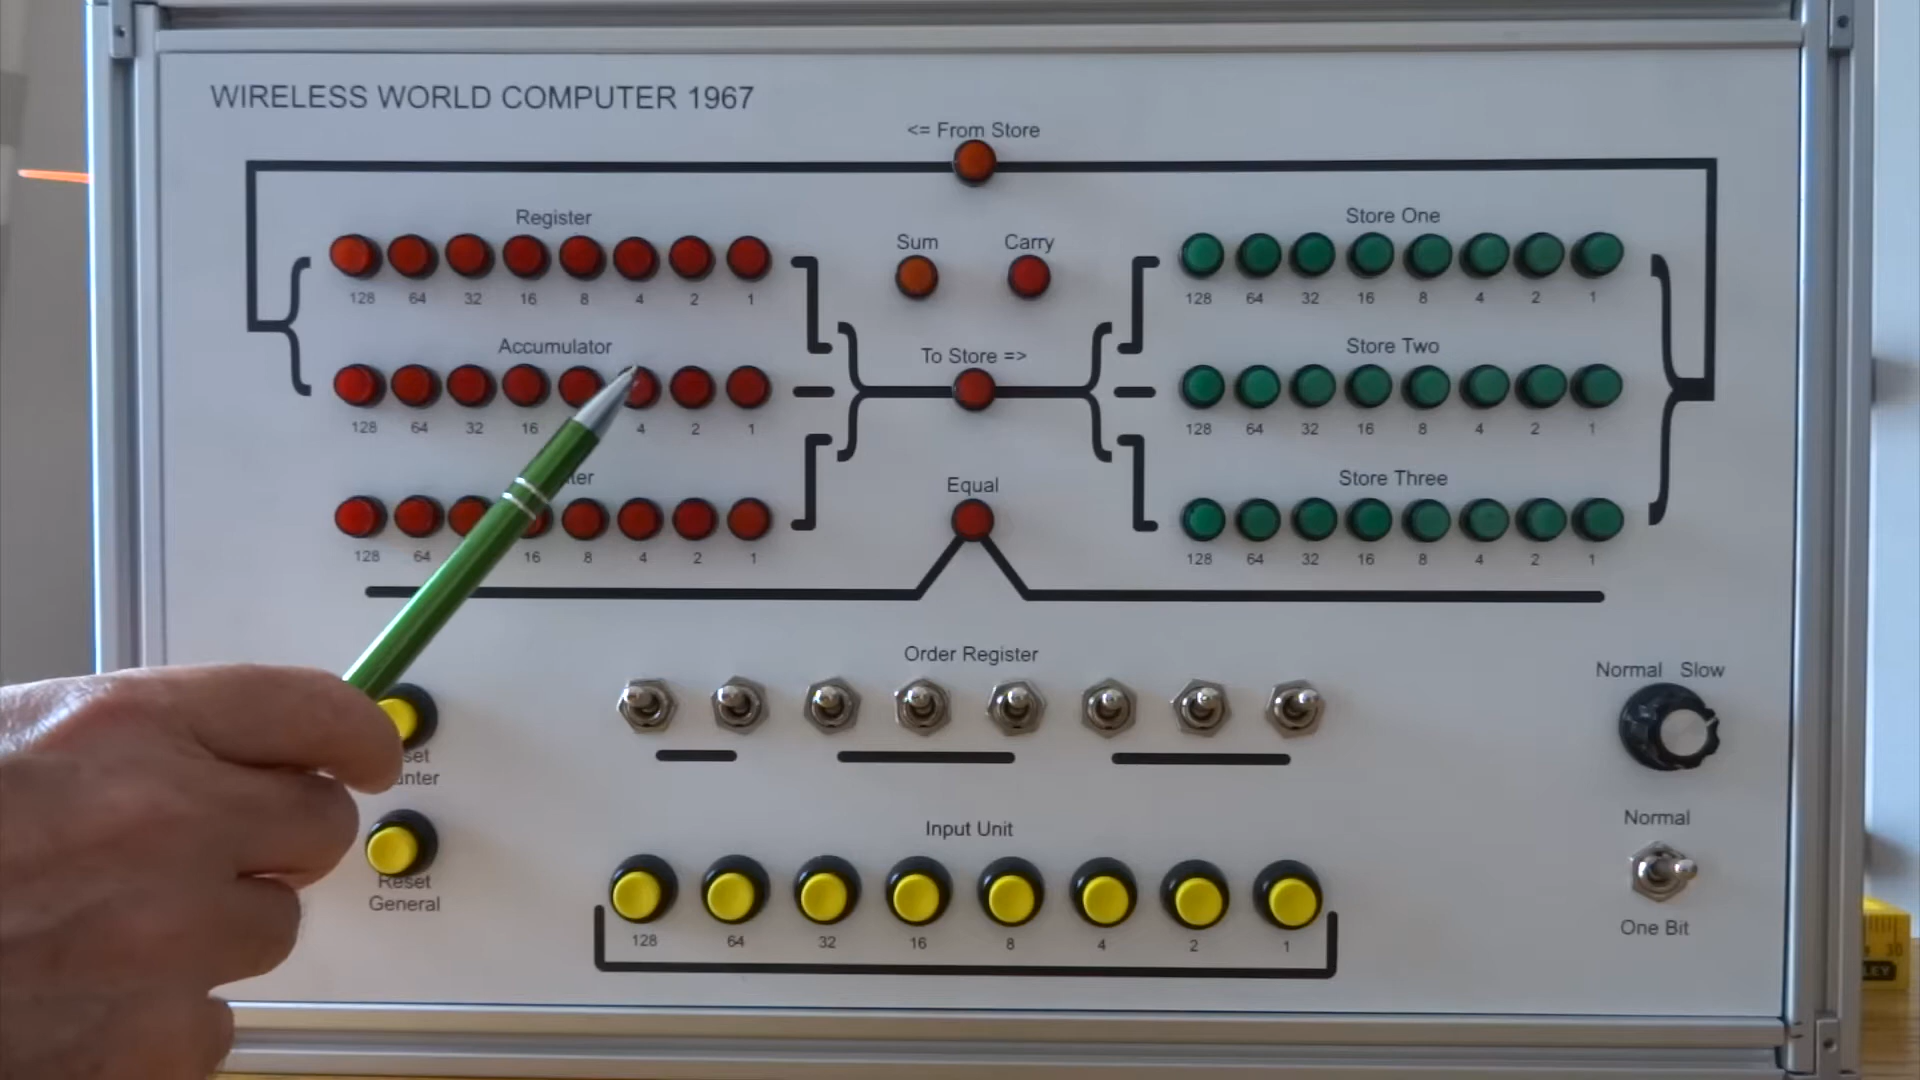 WIRELESS WORLD COMPUTER 1967
<= From Store
Register
Sum
Carry
Store One
128 64 32 16 8 4 2 1
128 64 32 16 8 4 2 1
Accumulator
To Store =>
Store Two
128 64 32 16 4 2 1
128 64 32 16 8 4 2 1
Equal
Store Three
128 64 16 8 4 2 1
128 64 32 16 8 4 2 1
Order Register
Normal Slow
Reset
General
Input Unit
Normal
One Bit
128 64 32 16 8 4 2 1
30